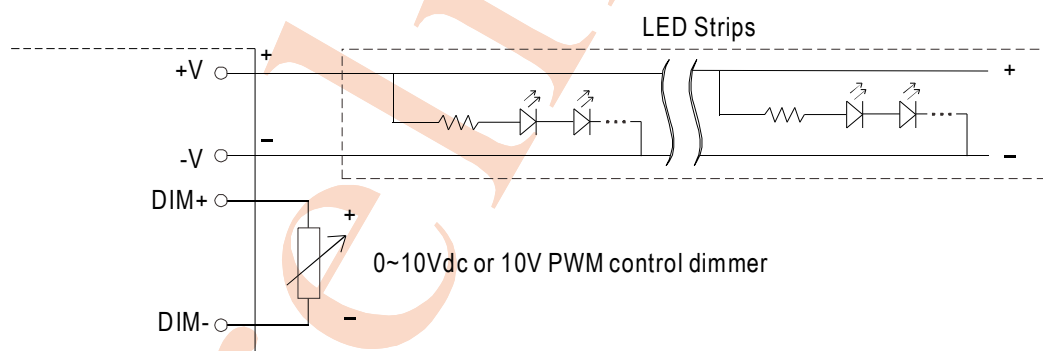 LED Strips
+
+V
+
-V
−
−
DIM+
+
0~10Vdc or 10V PWM control dimmer
DIM-
−